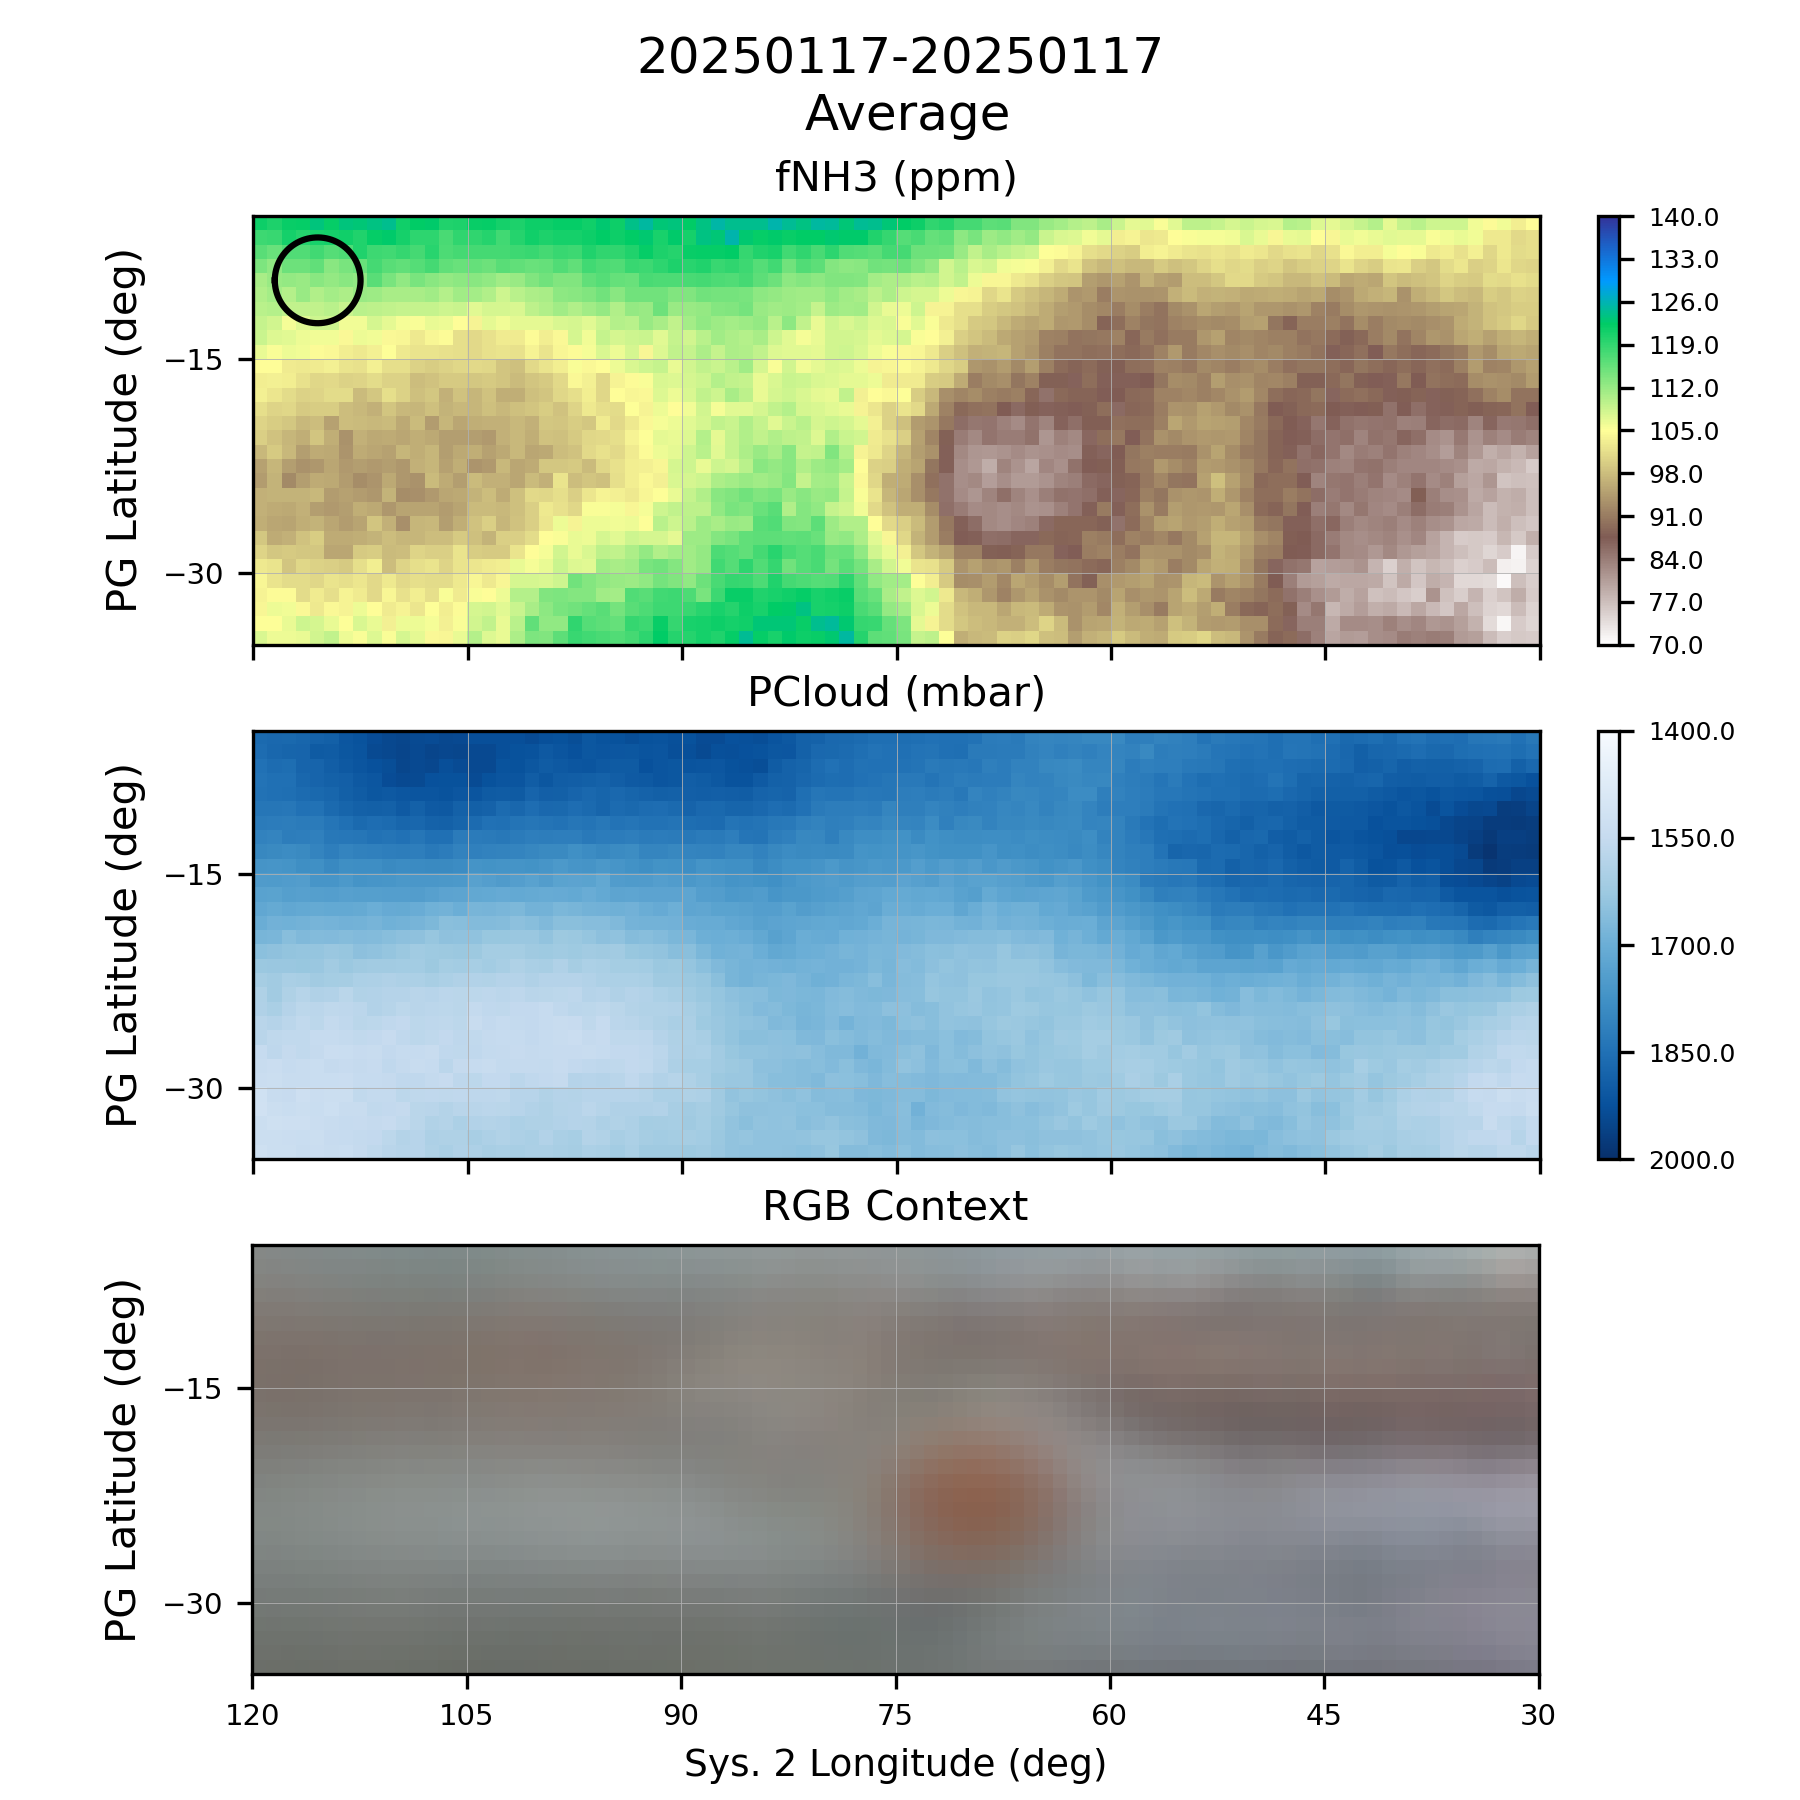 20250117-20250117
Average
fNH3 (ppm)
PG Latitude (deg)
−15
−30
140.0
133.0
126.0
119.0
112.0
105.0
98.0
91.0
84.0
77.0
70.0
PCloud (mbar)
PG Latitude (deg)
−15
−30
1400.0
1550.0
1700.0
1850.0
2000.0
RGB Context
PG Latitude (deg)
−15
−30
120 105 90 75 60 45 30
Sys. 2 Longitude (deg)